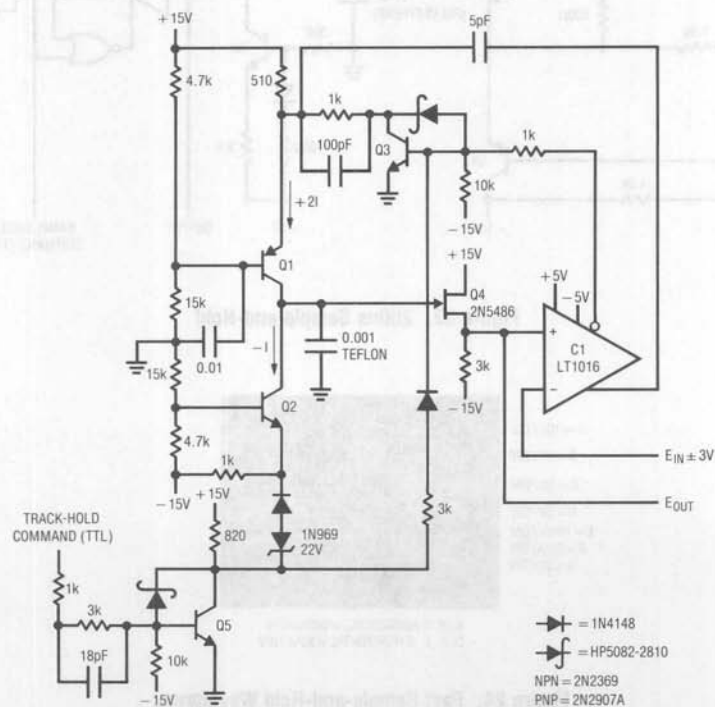 +15V
4.7k
510
5pF
1k
100pF
Q3
1k
10k
-15V
+2I
Q1
+15V
Q4
2N5486
+5V
-5V
15k
0.01
-I
0.001
TEFLON
3k
-15V
+
-
C1
LT1016
15k
Q2
4.7k
1k
-15V
+15V
EIN ± 3V
EOUT
3k
820
1N969
22V
TRACK-HOLD
COMMAND (TTL)
1k
3k
18pF
Q5
10k
-15V
= 1N4148
= HP5082-2810
NPN = 2N2369
PNP = 2N2907A